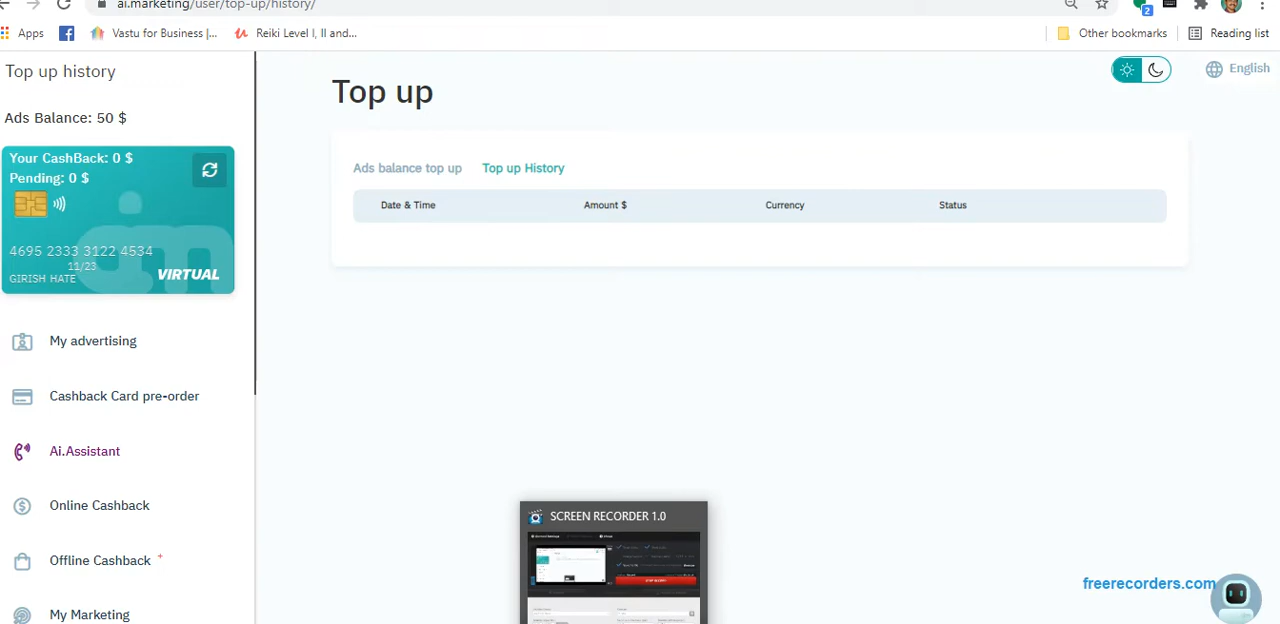 ai.marketing/user/top-up/history/
2
Apps
Vastu for Business |...
Reiki Level I, II and...
Other bookmarks
Reading list
Top up history
Ads Balance: 50 $
Your CashBack: 0 $
Pending: 0 $
4695 2333 3122 4534
11/23
GIRISH HATE
VIRTUAL
My advertising
Cashback Card pre-order
Ai.Assistant
Online Cashback
Offline Cashback *
My Marketing
Top up
English
Ads balance top up
Top up History
Date & Time
Amount $
Currency
Status
SCREEN RECORDER 1.0
freerecorders.com